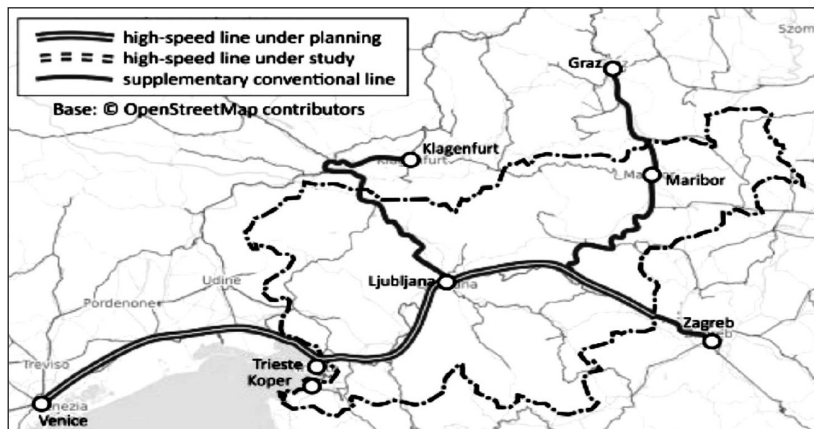 high-speed line under planning
high-speed line under study
supplementary conventional line
Base: © OpenStreetMap contributors
Szom
Graz
Klagenfurt
Maribor
Ljubljana
Udine
Pordenone
Zagreb
Treviso
Trieste
Koper
Venice